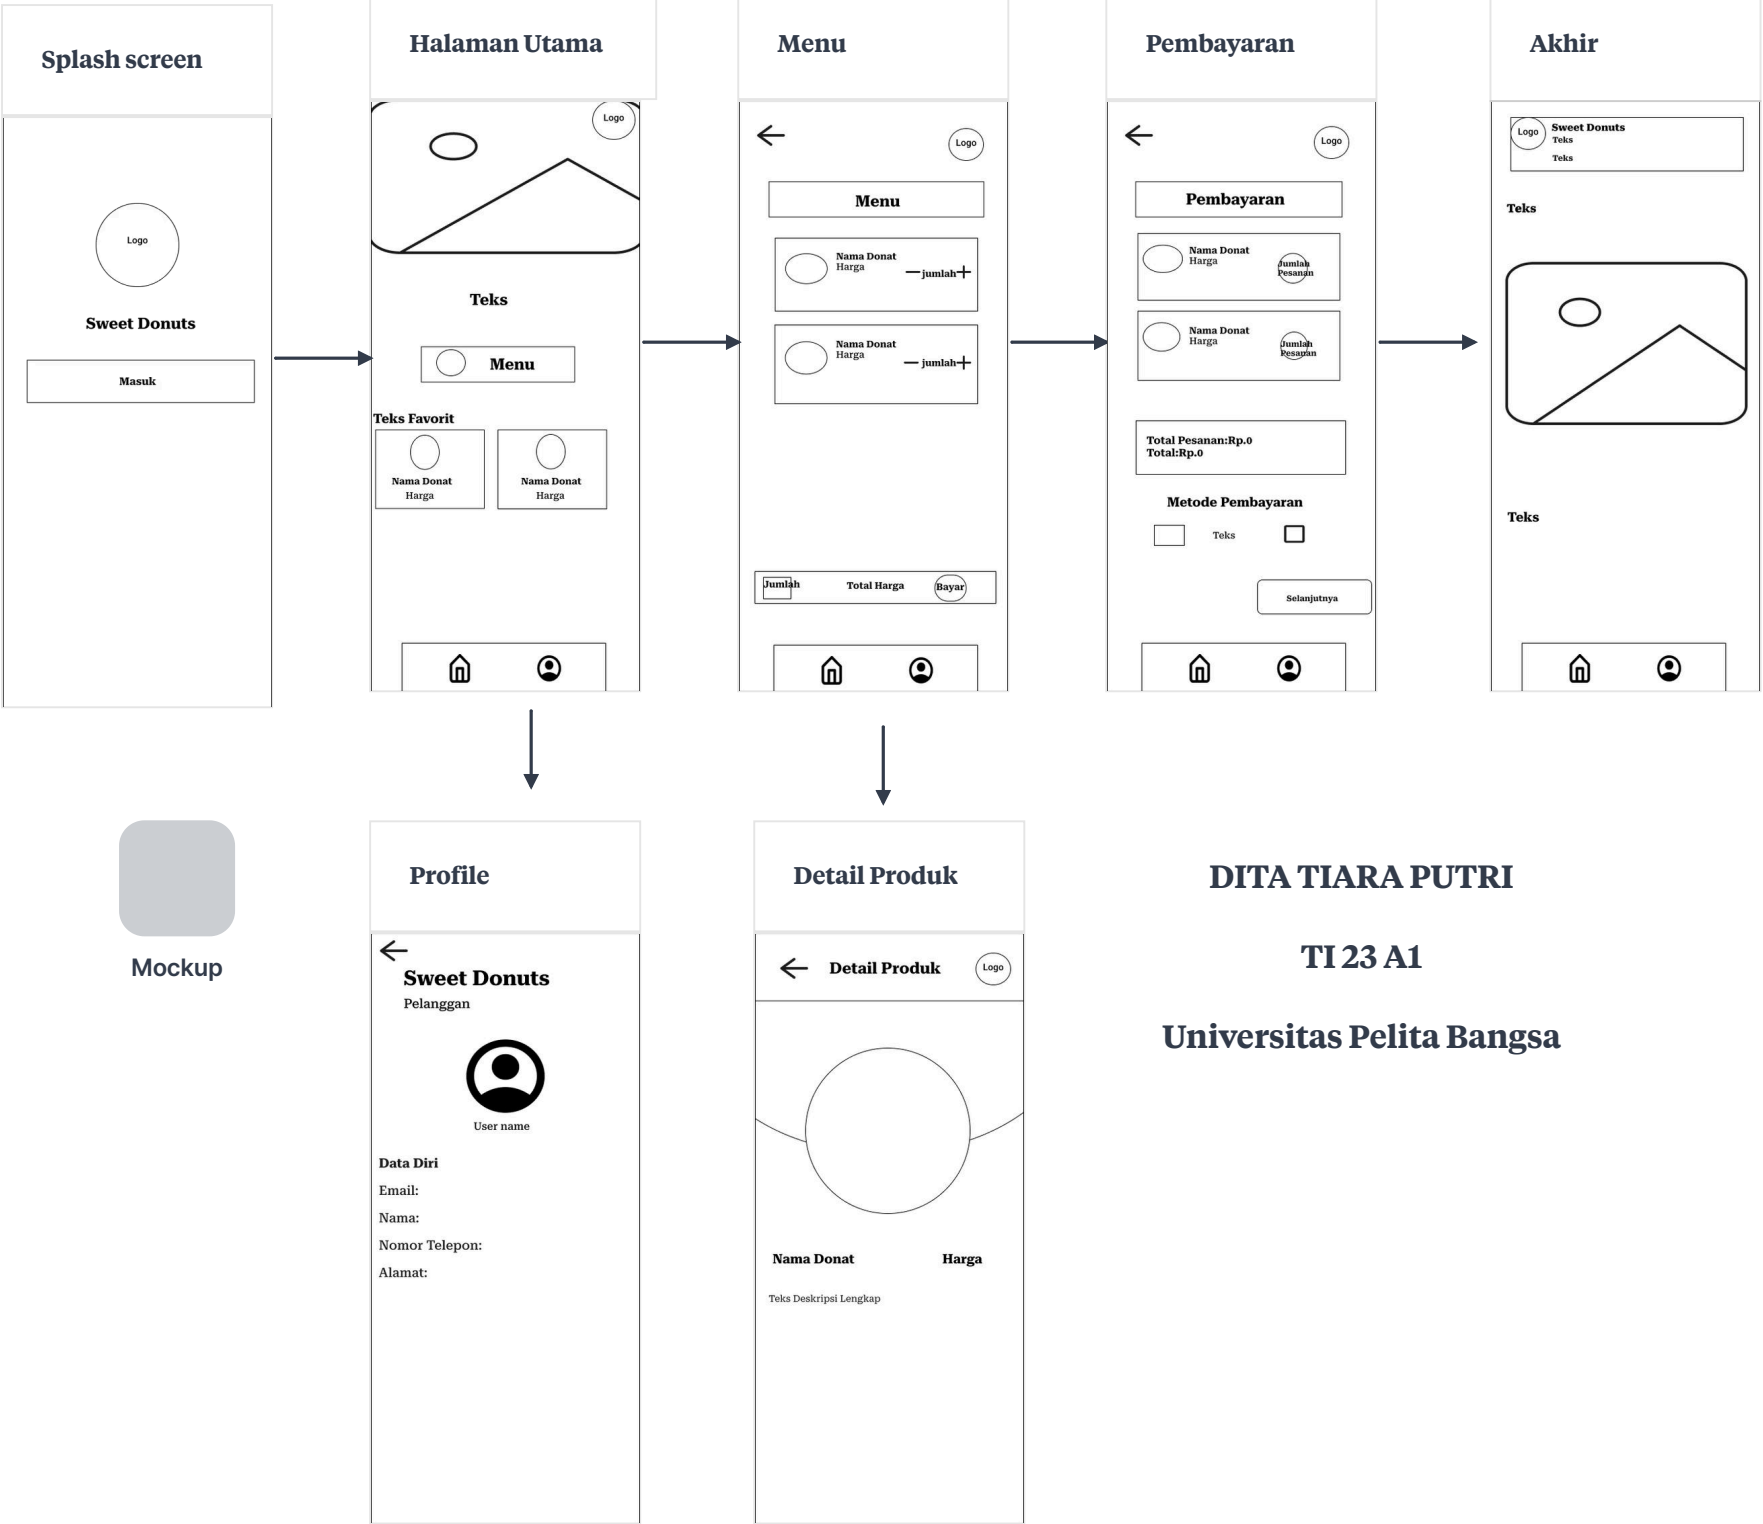 Splash screen
Logo
Sweet Donuts
Masuk
Halaman Utama
Logo
Teks
Menu
Teks Favorit
Nama Donat
Harga
Nama Donat
Harga
Menu
Logo
Menu
Nama Donat
Harga
jumlah
Nama Donat
Harga
jumlah
Jumlah
Total Harga
Bayar
Pembayaran
Logo
Pembayaran
Nama Donat
Harga
Jumlah
Pesanan
Nama Donat
Harga
Jumlah
Pesanan
Total Pesanan:Rp.0
Total:Rp.0
Metode Pembayaran
Teks
Selanjutnya
Akhir
Logo
Sweet Donuts
Teks
Teks
Teks
Teks
Mockup
Profile
Sweet Donuts
Pelanggan
User name
Data Diri
Email:
Nama:
Nomor Telepon:
Alamat:
Detail Produk
Detail Produk
Logo
Nama Donat
Harga
Teks Deskripsi Lengkap
DITA TIARA PUTRI
TI 23 A1
Universitas Pelita Bangsa